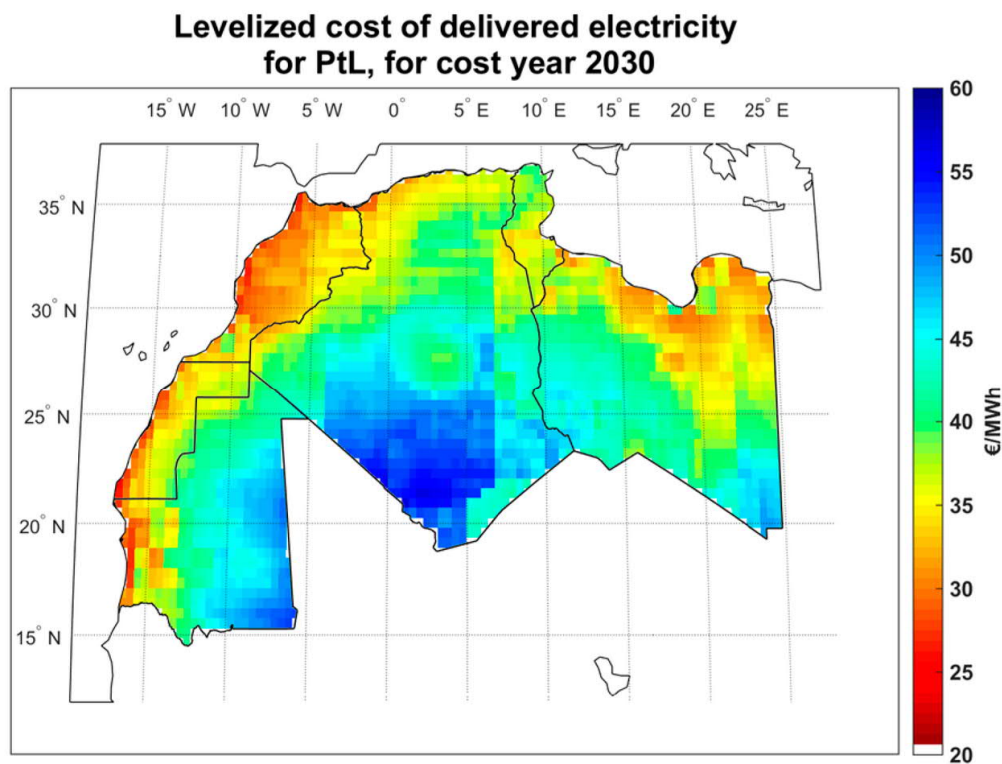 Levelized cost of delivered electricity
for PtL, for cost year 2030
15° W 10° W 5° W 0° 5° E 10° E 15° E 20° E 25° E
35° N
30° N
25° N
20° N
15° N
60
55
50
45
40
35
30
25
20
€/MWh